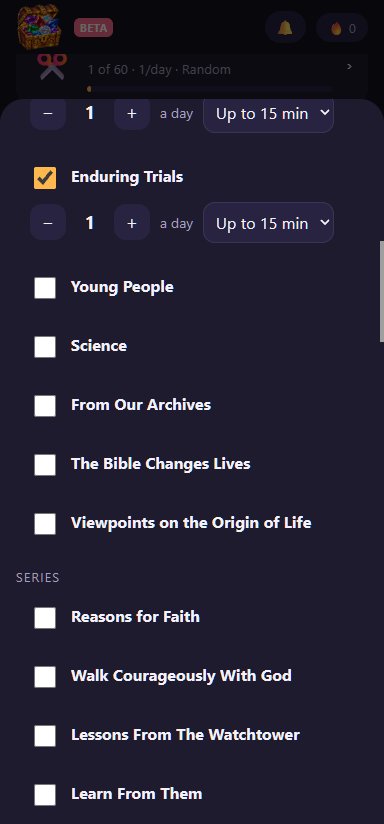 BETA
🔔
🔥 0
1 of 60 · 1/day · Random
›
− 1 + a day Up to 15 min
Enduring Trials
− 1 + a day Up to 15 min
Young People
Science
From Our Archives
The Bible Changes Lives
Viewpoints on the Origin of Life
SERIES
Reasons for Faith
Walk Courageously With God
Lessons From The Watchtower
Learn From Them